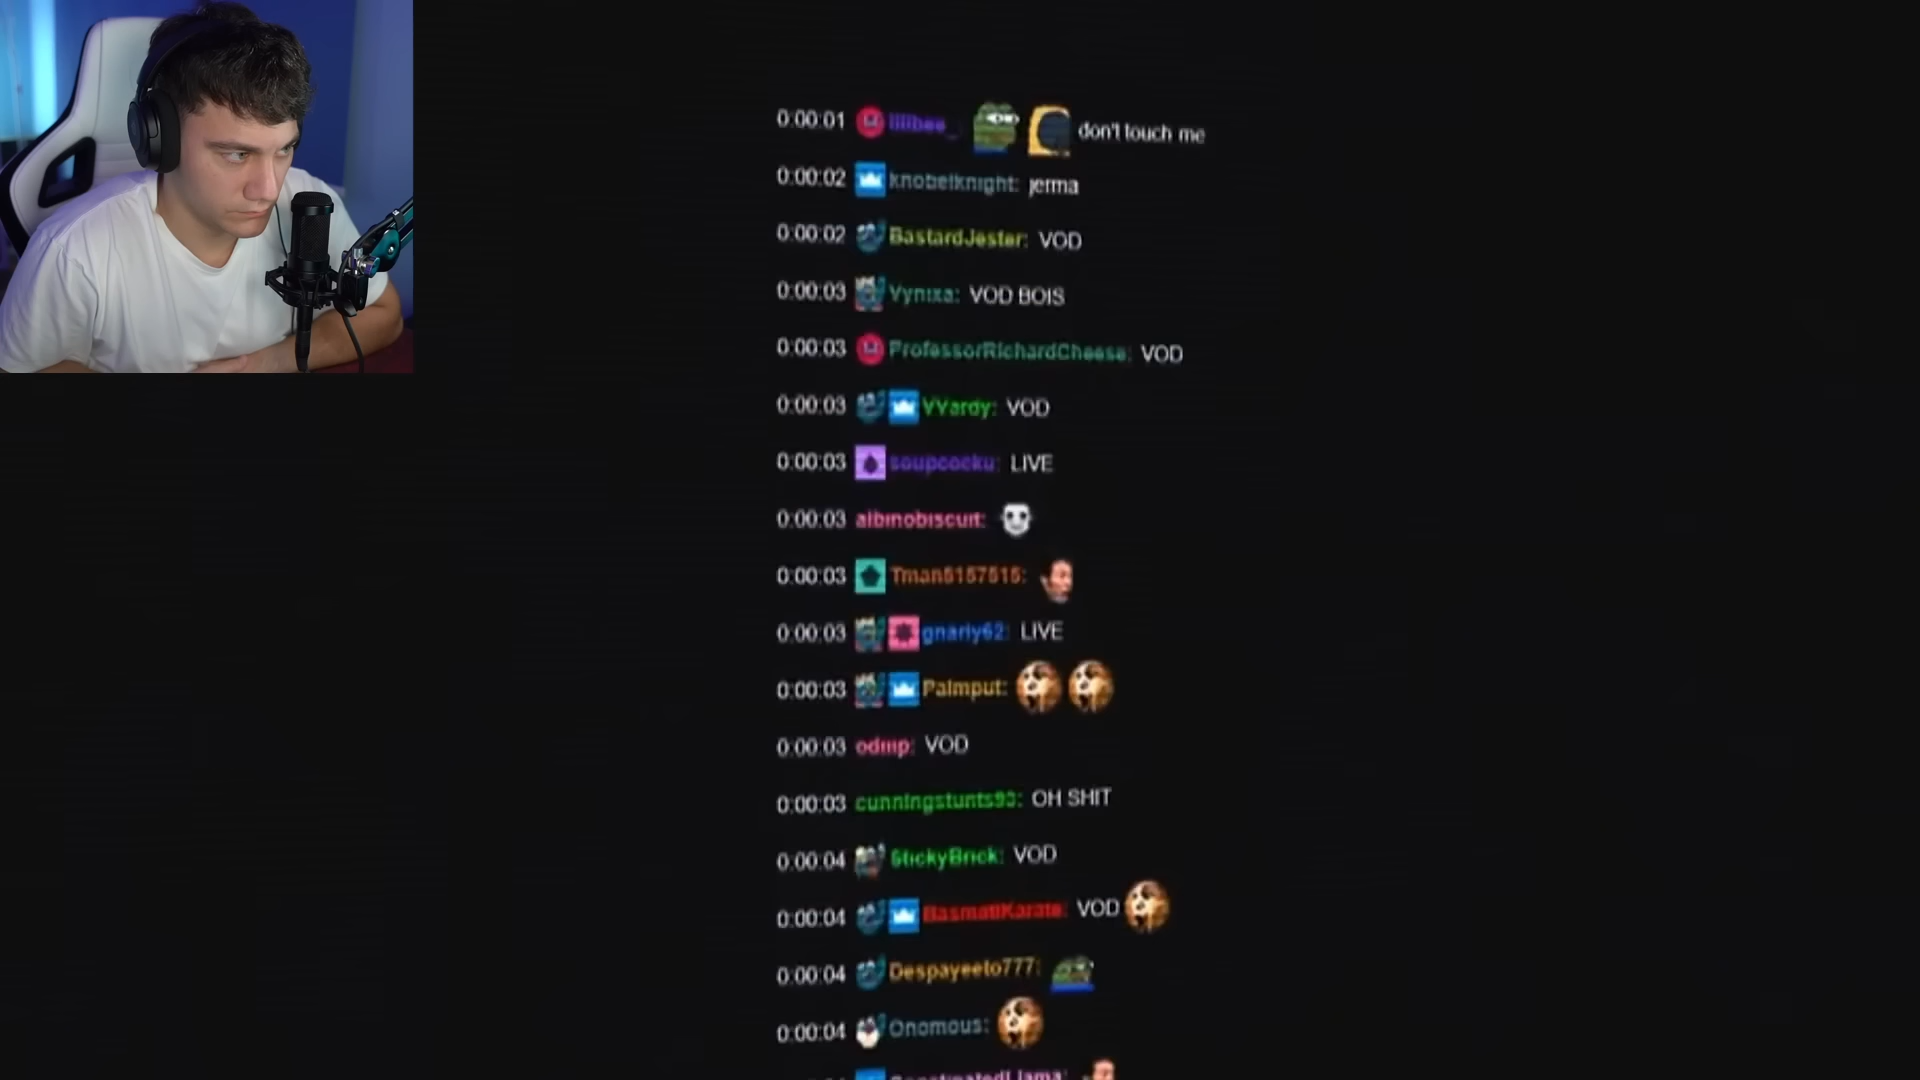 0:00:01 lilibee_ don't touch me
0:00:02 knobelknight: jerma
0:00:02 BastardJester: VOD
0:00:03 Vynixa: VOD BOIS
0:00:03 ProfessorRichardCheese: VOD
0:00:03 VVardy: VOD
0:00:03 soupcocku: LIVE
0:00:03 albinobiscuit:
0:00:03 Tman5157515:
0:00:03 gnarly62: LIVE
0:00:03 Palmput:
0:00:03 odmp: VOD
0:00:03 cunningstunts93: OH SHIT
0:00:04 StickyBrick: VOD
0:00:04 BasmatiKarate: VOD
0:00:04 Despayeeto777:
0:00:04 Onomous: